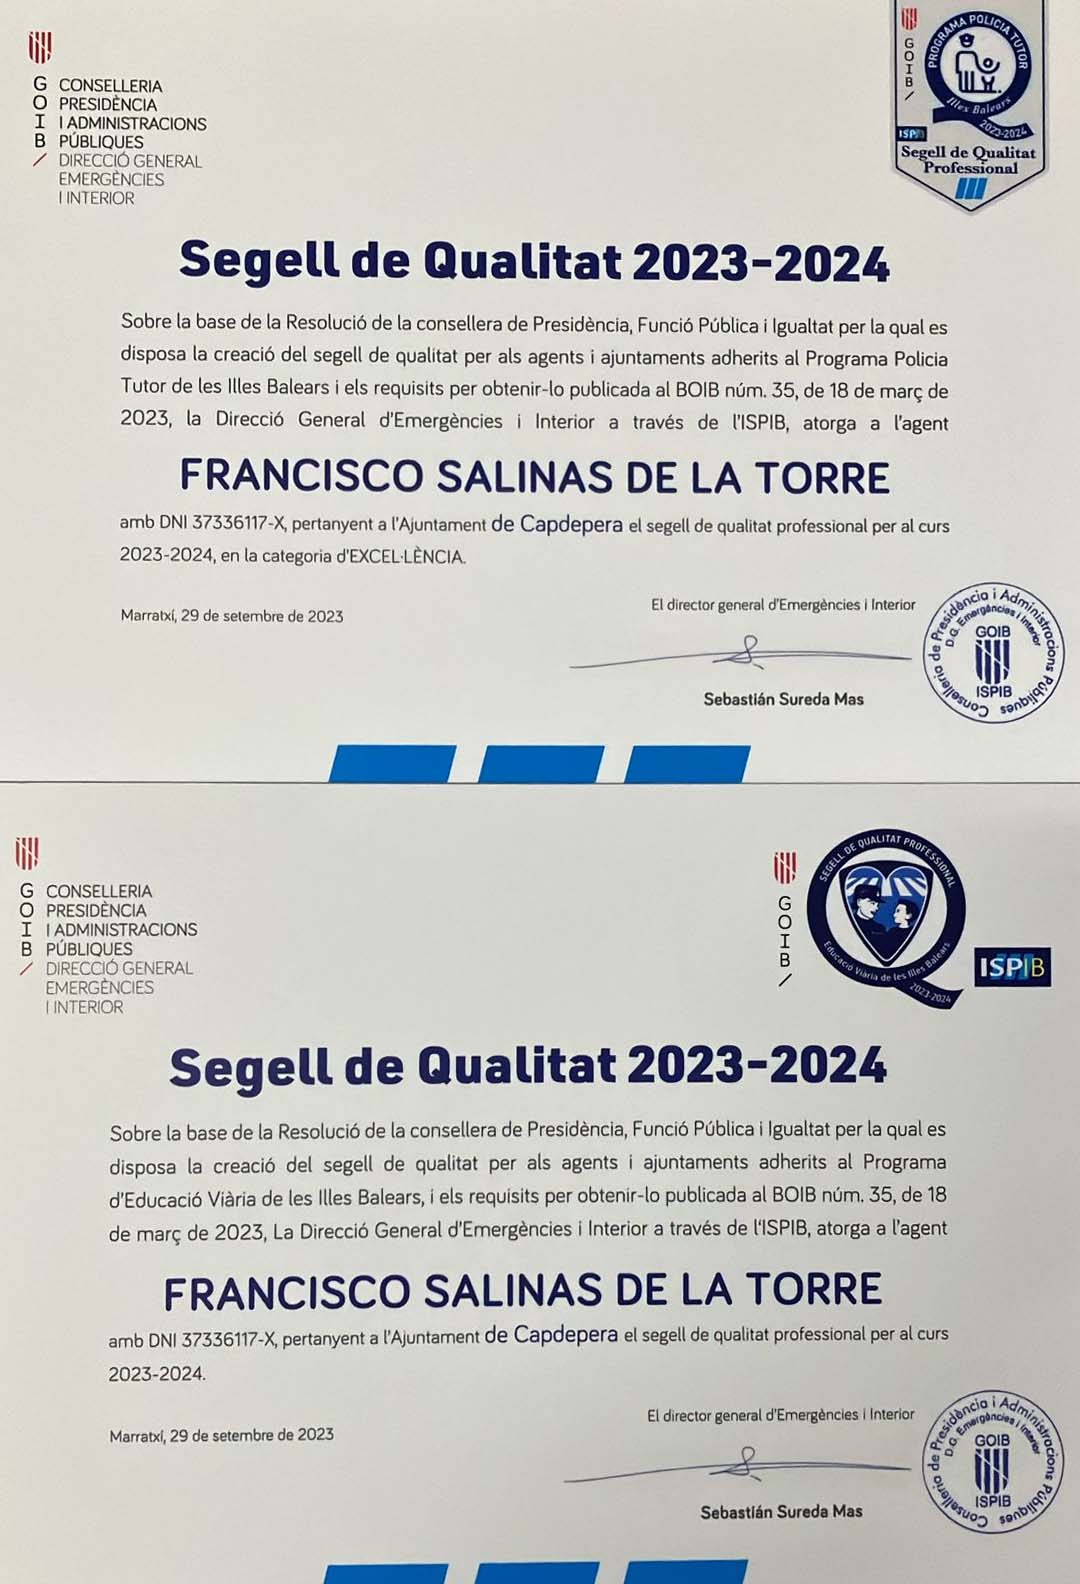 G CONSELLERIA
O PRESIDÈNCIA
I I ADMINISTRACIONS
B PÚBLIQUES
/ DIRECCIÓ GENERAL
EMERGÈNCIES
I INTERIOR
GOIB/
PROGRAMA POLICIA TUTOR
Illes Balears
2023-2024
ISPIB
Segell de Qualitat
Professional
Segell de Qualitat 2023-2024
Sobre la base de la Resolució de la consellera de Presidència, Funció Pública i Igualtat per la qual es
disposa la creació del segell de qualitat per als agents i ajuntaments adherits al Programa Policia
Tutor de les Illes Balears i els requisits per obtenir-lo publicada al BOIB núm. 35, de 18 de març de
2023, la Direcció General d'Emergències i Interior a través de l'ISPIB, atorga a l'agent
FRANCISCO SALINAS DE LA TORRE
amb DNI 37336117-X, pertanyent a l'Ajuntament de Capdepera el segell de qualitat professional per al curs
2023-2024, en la categoria d'EXCEL·LÈNCIA.
Marratxí, 29 de setembre de 2023
El director general d'Emergències i Interior
Sebastián Sureda Mas
Conselleria de Presidència i Administracions Públiques
D.G. Emergències i Interior
GOIB
ISPIB
G CONSELLERIA
O PRESIDÈNCIA
I I ADMINISTRACIONS
B PÚBLIQUES
/ DIRECCIÓ GENERAL
EMERGÈNCIES
I INTERIOR
GOIB/
SEGELL DE QUALITAT PROFESSIONAL
Educació Viària de les Illes Balears
2023-2024
ISPIB
Segell de Qualitat 2023-2024
Sobre la base de la Resolució de la consellera de Presidència, Funció Pública i Igualtat per la qual es
disposa la creació del segell de qualitat per als agents i ajuntaments adherits al Programa
d'Educació Viària de les Illes Balears, i els requisits per obtenir-lo publicada al BOIB núm. 35, de 18
de març de 2023, La Direcció General d'Emergències i Interior a través de l'ISPIB, atorga a l'agent
FRANCISCO SALINAS DE LA TORRE
amb DNI 37336117-X, pertanyent a l'Ajuntament de Capdepera el segell de qualitat professional per al curs
2023-2024.
Marratxí, 29 de setembre de 2023
El director general d'Emergències i Interior
Sebastián Sureda Mas
Conselleria de Presidència i Administracions Públiques
D.G. Emergències i Interior
GOIB
ISPIB